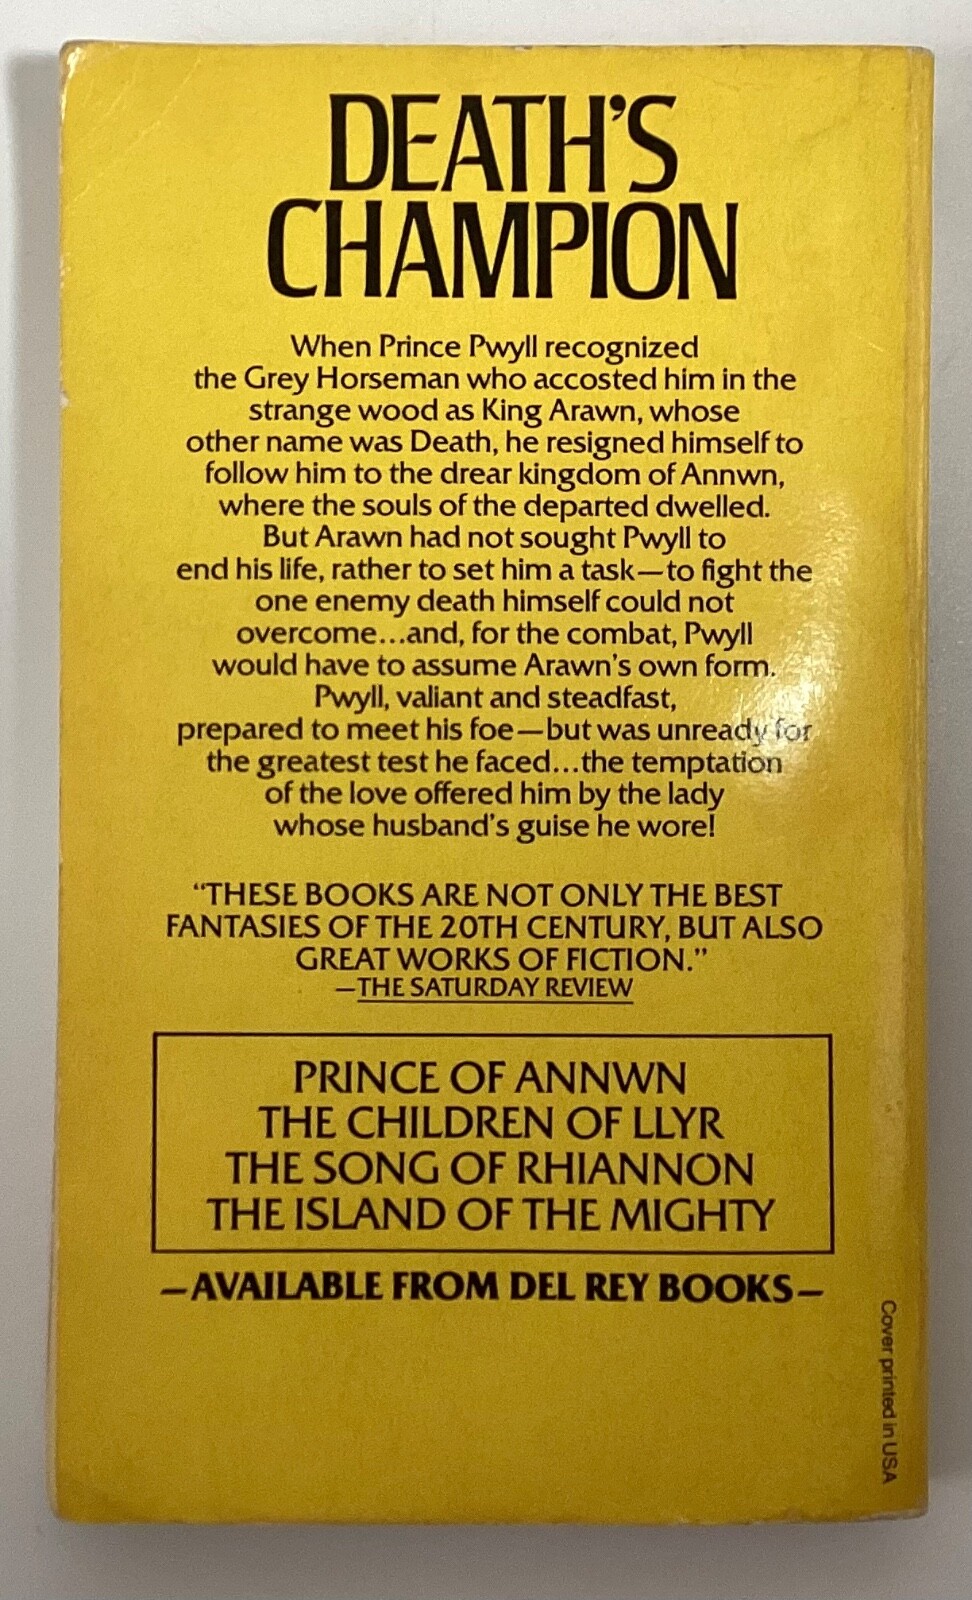 DEATH'S
CHAMPION
When Prince Pwyll recognized
the Grey Horseman who accosted him in the
strange wood as King Arawn, whose
other name was Death, he resigned himself to
follow him to the drear kingdom of Annwn,
where the souls of the departed dwelled.
But Arawn had not sought Pwyll to
end his life, rather to set him a task—to fight the
one enemy death himself could not
overcome...and, for the combat, Pwyll
would have to assume Arawn's own form.
Pwyll, valiant and steadfast,
prepared to meet his foe—but was unready for
the greatest test he faced...the temptation
of the love offered him by the lady
whose husband's guise he wore!
"THESE BOOKS ARE NOT ONLY THE BEST
FANTASIES OF THE 20TH CENTURY, BUT ALSO
GREAT WORKS OF FICTION."
—THE SATURDAY REVIEW
PRINCE OF ANNWN
THE CHILDREN OF LLYR
THE SONG OF RHIANNON
THE ISLAND OF THE MIGHTY
—AVAILABLE FROM DEL REY BOOKS—
Cover printed in USA